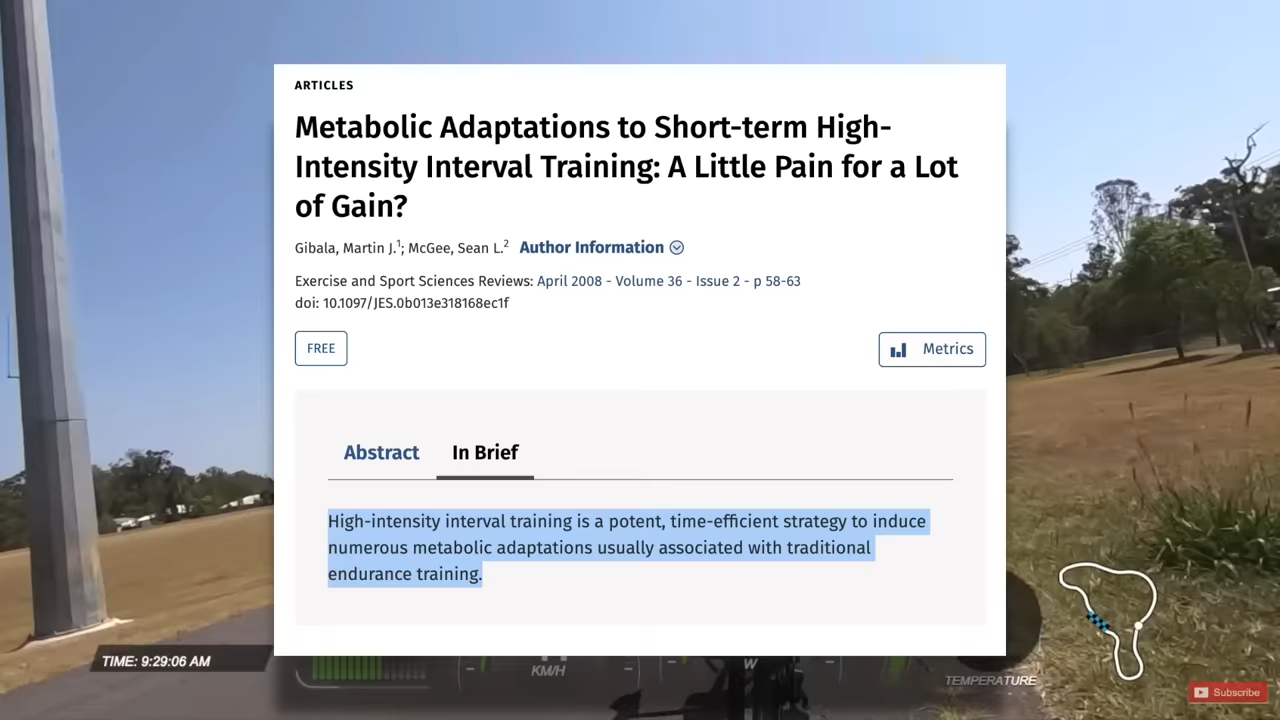 ARTICLES
Metabolic Adaptations to Short-term High-
Intensity Interval Training: A Little Pain for a Lot
of Gain?
Gibala, Martin J.1; McGee, Sean L.2 Author Information
Exercise and Sport Sciences Reviews: April 2008 - Volume 36 - Issue 2 - p 58-63
doi: 10.1097/JES.0b013e318168ec1f
FREE
Metrics
Abstract In Brief
High-intensity interval training is a potent, time-efficient strategy to induce
numerous metabolic adaptations usually associated with traditional
endurance training.
TIME: 9:29:06 AM
KM/H
W
TEMPERATURE
Subscribe